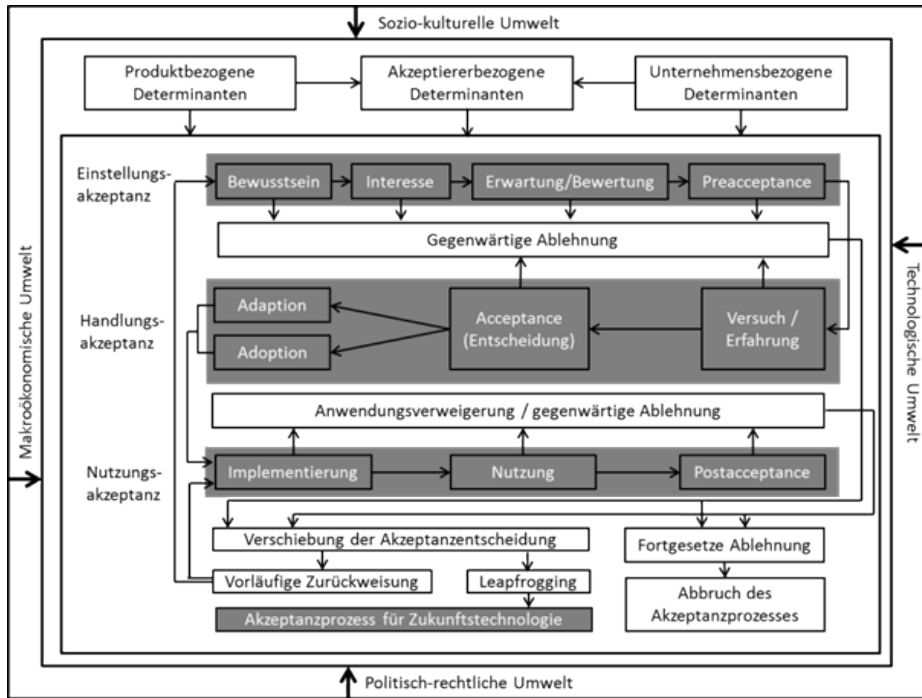 Sozio-kulturelle Umwelt
Produktbezogene
Determinanten
Akzeptiererbezogene
Determinanten
Unternehmensbezogene
Determinanten
Einstellungs-
akzeptanz
Bewusstsein
Interesse
Erwartung/Bewertung
Preacceptance
Gegenwärtige Ablehnung
Makroökonomische Umwelt
Technologische Umwelt
Handlungs-
akzeptanz
Adaption
Adoption
Acceptance
(Entscheidung)
Versuch /
Erfahrung
Anwendungsverweigerung / gegenwärtige Ablehnung
Nutzungs-
akzeptanz
Implementierung
Nutzung
Postacceptance
Verschiebung der Akzeptanzentscheidung
Fortgesetze Ablehnung
Vorläufige Zurückweisung
Leapfrogging
Abbruch des
Akzeptanzprozesses
Akzeptanzprozess für Zukunftstechnologie
Politisch-rechtliche Umwelt